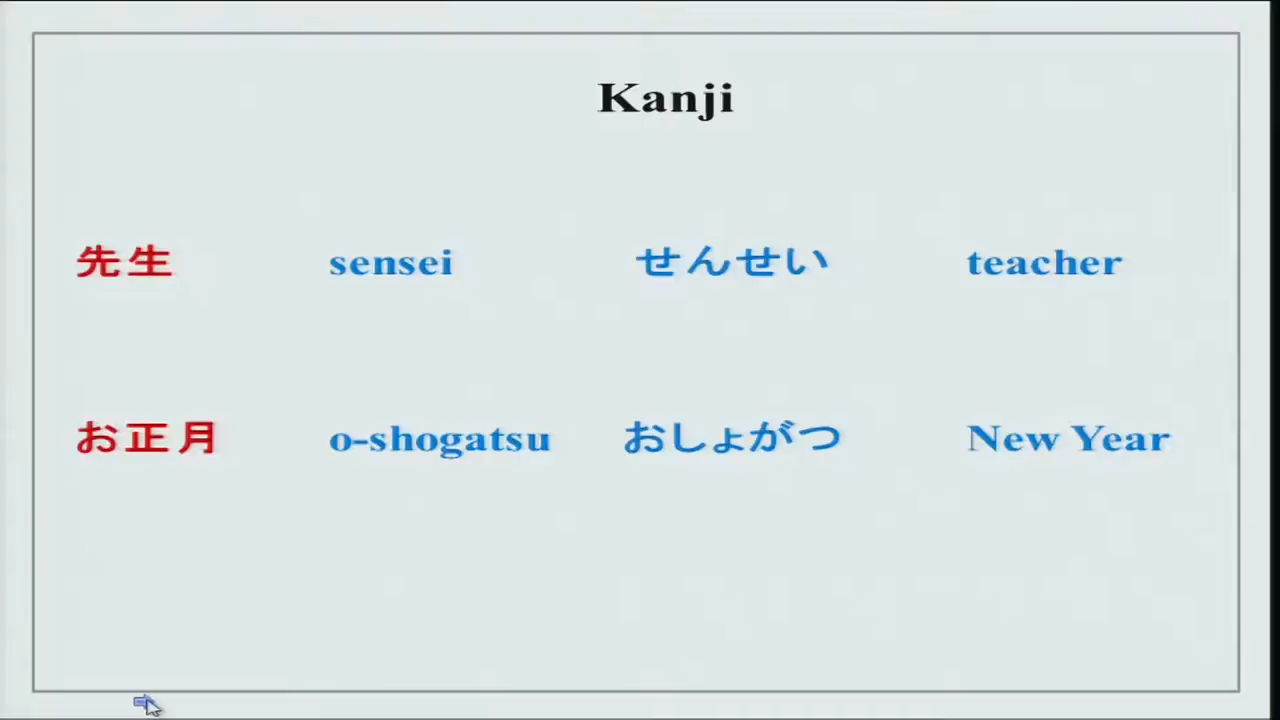 Kanji
先生 sensei せんせい teacher
お正月 o-shogatsu おしょがつ New Year